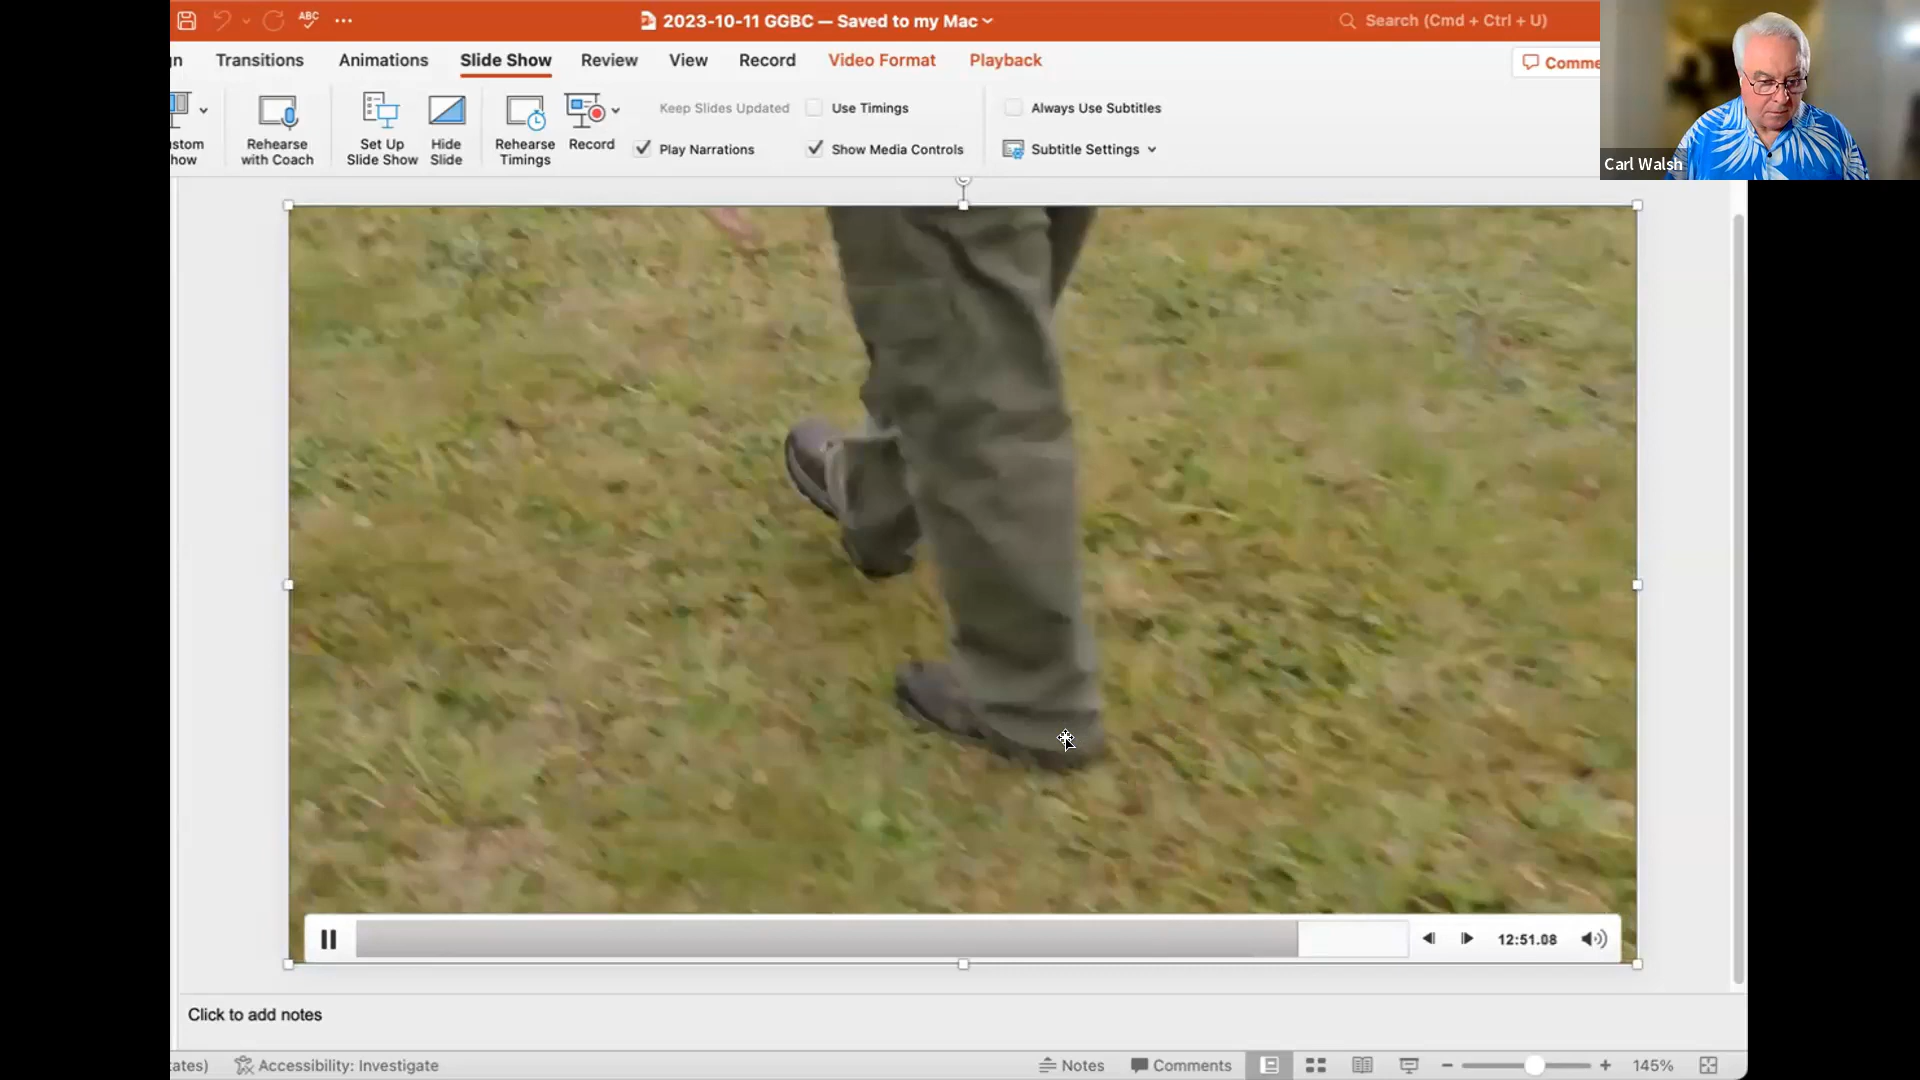 ABC
2023-10-11 GGBC — Saved to my Mac
Search (Cmd + Ctrl + U)
Transitions Animations Slide Show Review View Record Video Format Playback
Comme
Keep Slides Updated
Use Timings
Always Use Subtitles
Rehearse
with Coach
Set Up
Slide Show
Hide
Slide
Rehearse
Timings
Record
Play Narrations
Show Media Controls
Subtitle Settings
stom
how
Carl Walsh
12:51.08
Click to add notes
ates)
Accessibility: Investigate
Notes
Comments
145%